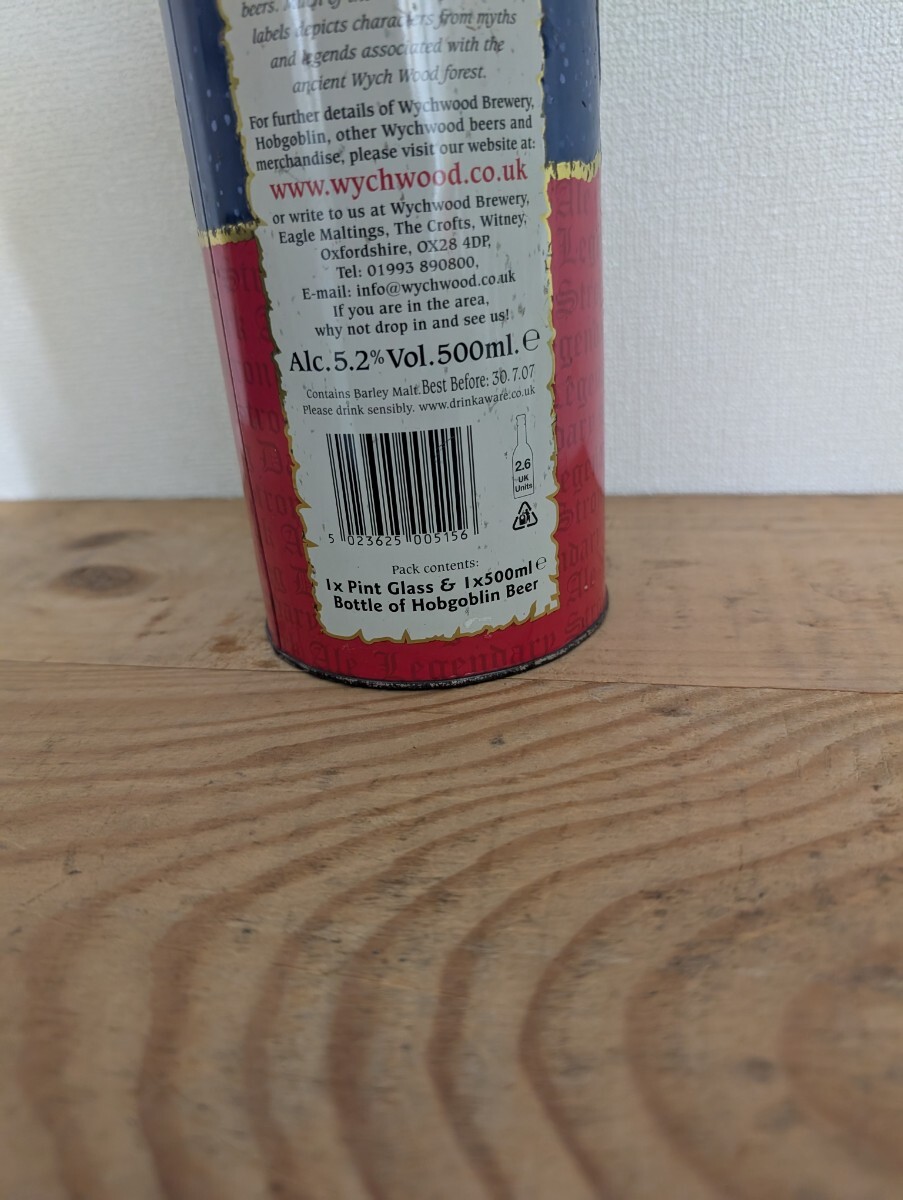 beers.
labels depicts characters from myths
and legends associated with the
ancient Wych Wood forest.
For further details of Wychwood Brewery,
Hobgoblin, other Wychwood beers and
merchandise, please visit our website at:
www.wychwood.co.uk
or write to us at Wychwood Brewery,
Eagle Maltings, The Crofts, Witney,
Oxfordshire, OX28 4DP,
Tel: 01993 890800,
E-mail: info@wychwood.co.uk
If you are in the area,
why not drop in and see us!
Alc.5.2%Vol.500ml.e
Contains Barley Malt. Best Before: 30.7.07
Please drink sensibly. www.drinkaware.co.uk
2.6
UK
Units
5 023625 005156
Pack contents:
1x Pint Glass & 1x500ml e
Bottle of Hobgoblin Beer
Ale Legendary